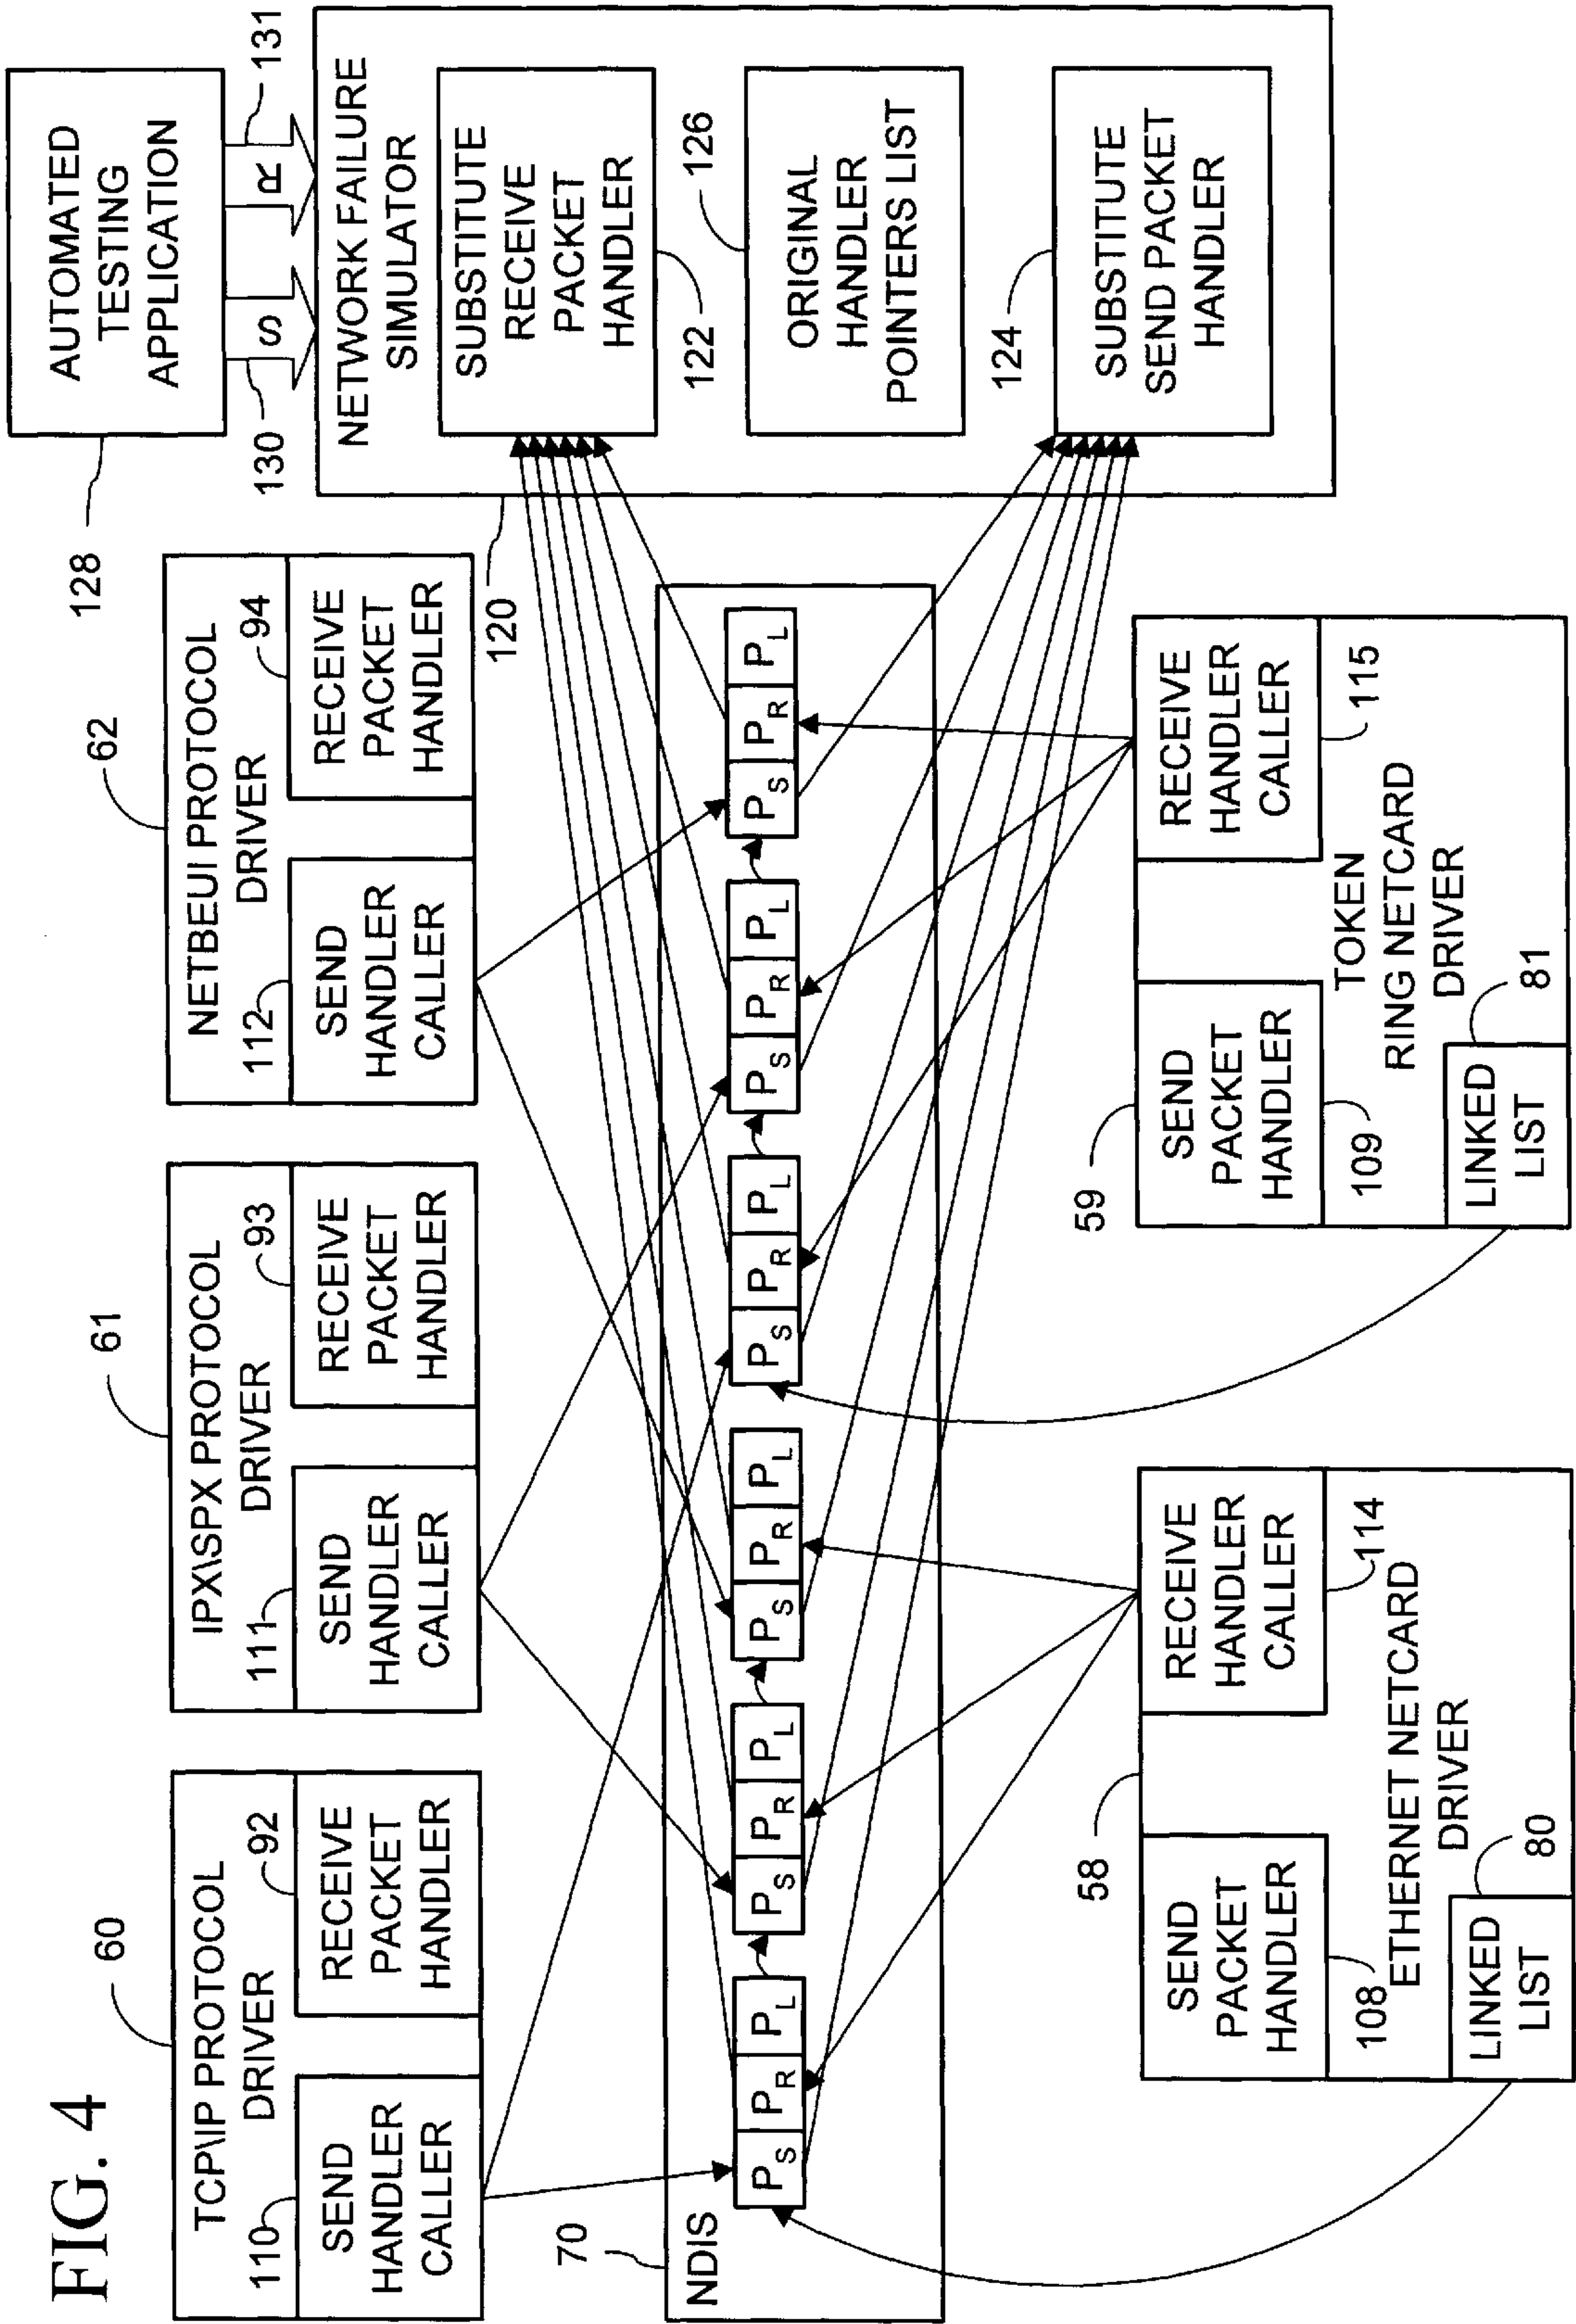 FIG. 4
60
TCP\IP PROTOCOL
DRIVER
110
SEND
HANDLER
CALLER
92
RECEIVE
PACKET
HANDLER
61
IPX\SPX PROTOCOL
DRIVER
111
SEND
HANDLER
CALLER
93
RECEIVE
PACKET
HANDLER
62
NETBEUI PROTOCOL
DRIVER
112
SEND
HANDLER
CALLER
94
RECEIVE
PACKET
HANDLER
128
AUTOMATED
TESTING
APPLICATION
130
S
R
131
120
NETWORK FAILURE
SIMULATOR
SUBSTITUTE
RECEIVE
PACKET
HANDLER
122
126
ORIGINAL
HANDLER
POINTERS LIST
124
SUBSTITUTE
SEND PACKET
HANDLER
70
NDIS
PS PR PL
PS PR PL
PS PR PL
PS PR PL
PS PR PL
PS PR PL
58
SEND
PACKET
HANDLER
108
RECEIVE
HANDLER
CALLER
114
ETHERNET NETCARD
DRIVER
80
LINKED
LIST
59
SEND
PACKET
HANDLER
109
RECEIVE
HANDLER
CALLER
115
TOKEN
RING NETCARD
DRIVER
81
LINKED
LIST